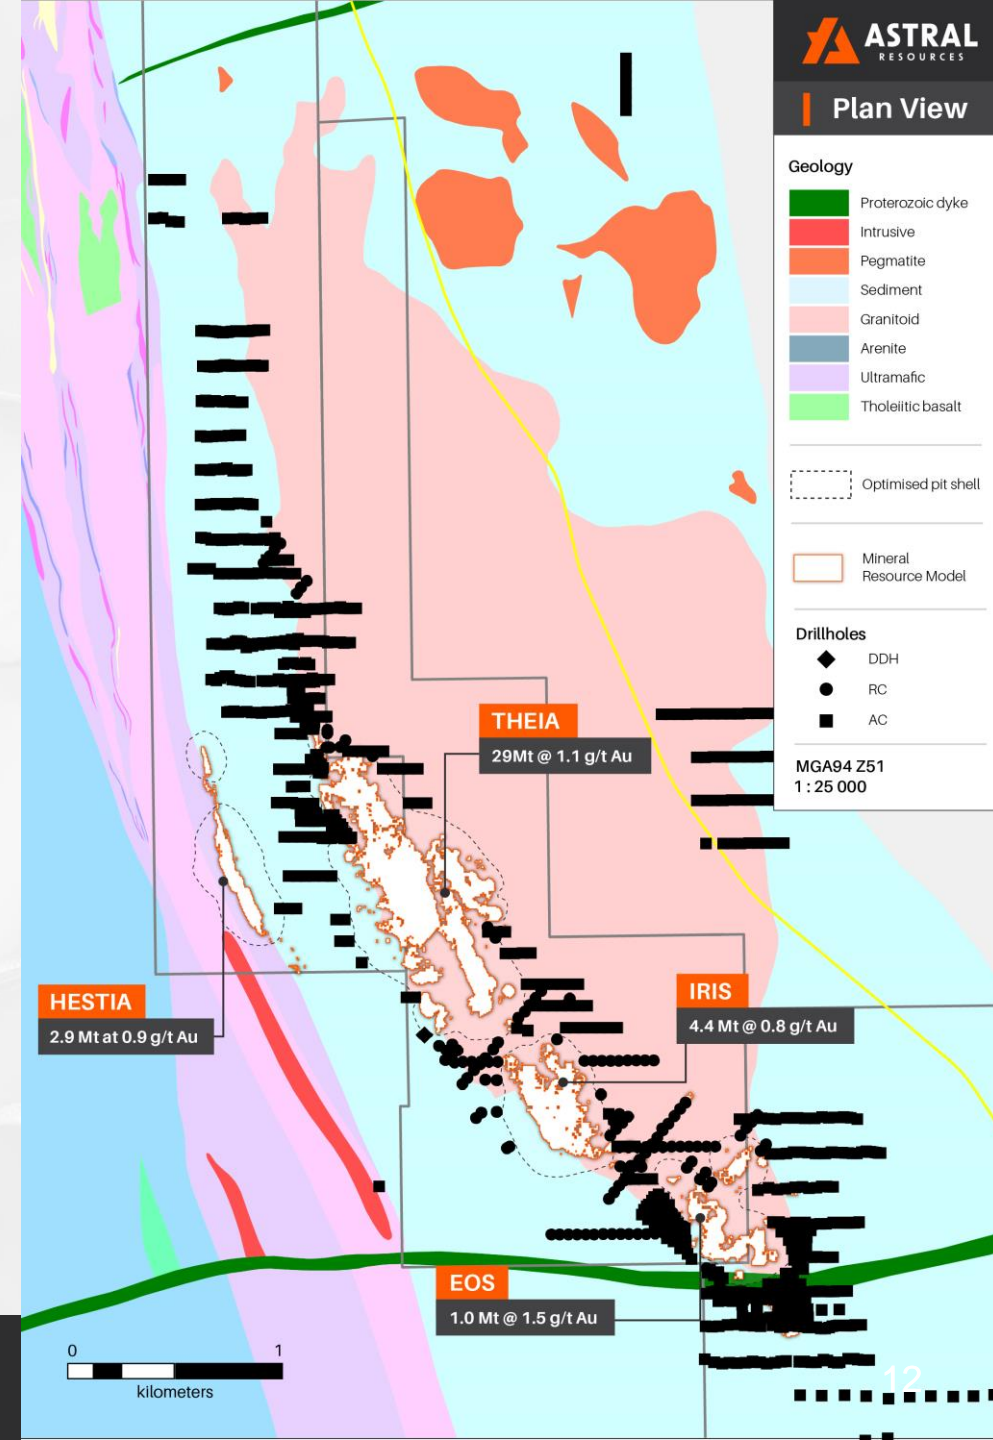 ASTRAL
RESOURCES
Plan View
Geology
Proterozoic dyke
Intrusive
Pegmatite
Sediment
Granitoid
Arenite
Ultramafic
Tholeiitic basalt
Optimised pit shell
Mineral
Resource Model
Drillholes
DDH
RC
AC
MGA94 Z51
1 : 25 000
THEIA
29Mt @ 1.1 g/t Au
HESTIA
2.9 Mt at 0.9 g/t Au
IRIS
4.4 Mt @ 0.8 g/t Au
EOS
1.0 Mt @ 1.5 g/t Au
0 1
kilometers
12